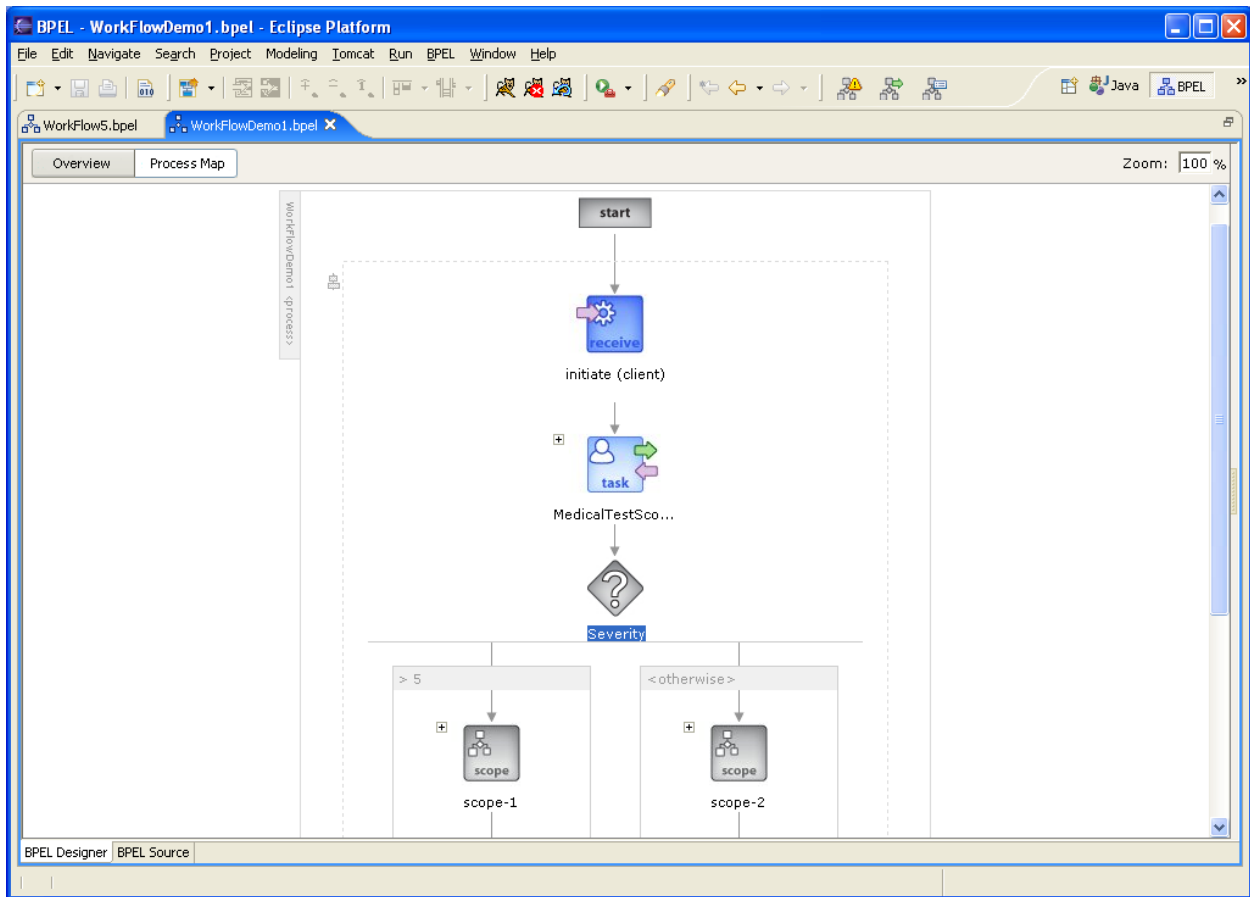 BPEL - WorkFlowDemo1.bpel - Eclipse Platform
File Edit Navigate Search Project Modeling Tomcat Run BPEL Window Help
010
Java BPEL »
WorkFlow5.bpel WorkFlowDemo1.bpel
Overview Process Map Zoom: 100 %
WorkFlowDemo1 <process>
start
receive
initiate (client)
task
MedicalTestSco...
?
Severity
> 5 <otherwise>
scope scope
scope-1 scope-2
BPEL Designer BPEL Source